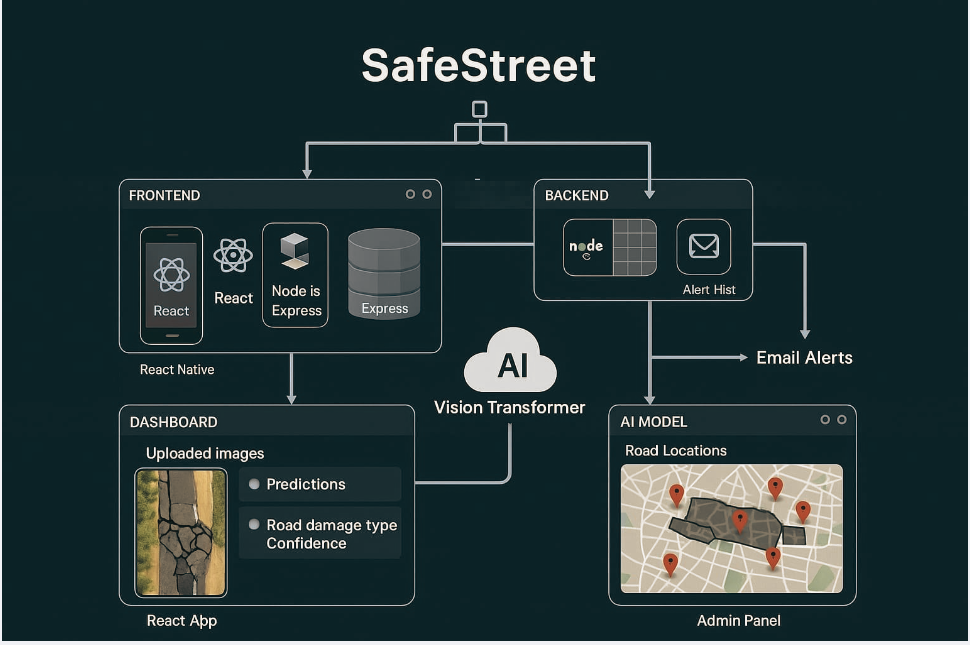 SafeStreet
FRONTEND
React
React
Node is
Express
Express
React Native
BACKEND
node
Alert Hist
Email Alerts
AI
Vision Transformer
DASHBOARD
Uploaded images
Predictions
Road damage type
Confidence
React App
AI MODEL
Road Locations
Admin Panel